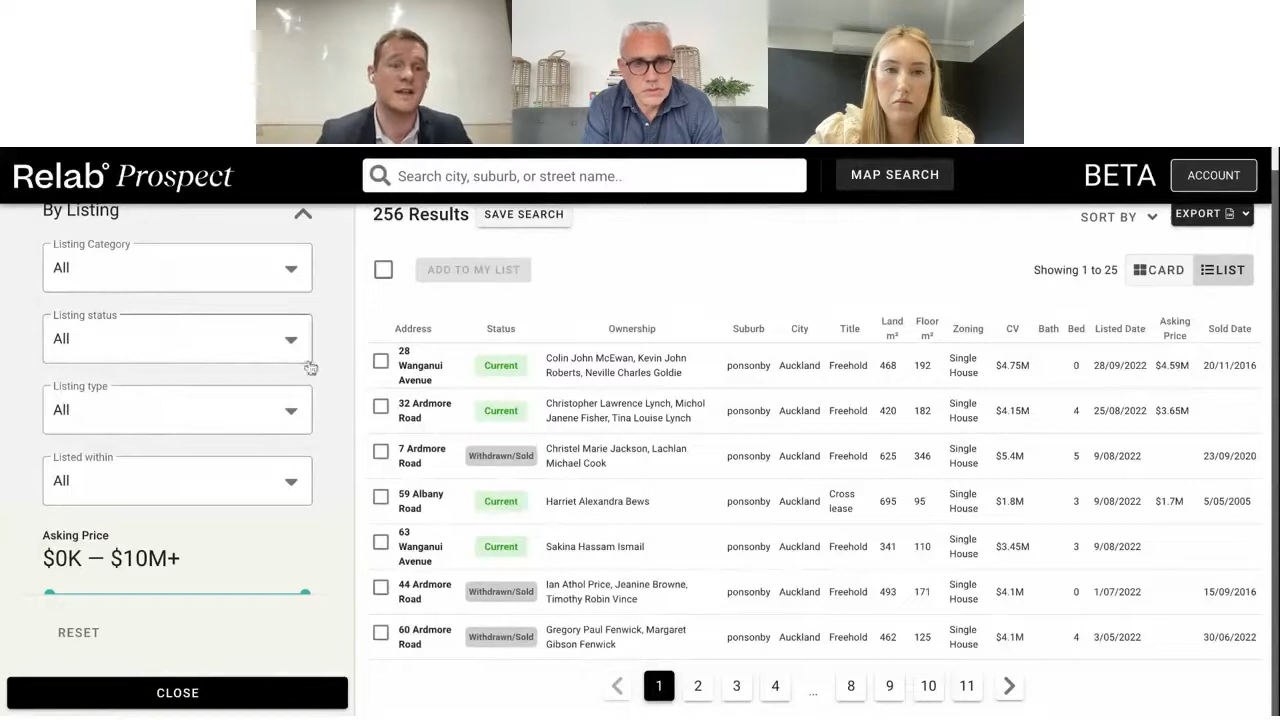 Relab° Prospect
Search city, suburb, or street name..
MAP SEARCH
BETA
ACCOUNT
By Listing
Listing Category
All
Listing status
All
Listing type
All
Listed within
All
Asking Price
$0K — $10M+
RESET
CLOSE
256 Results
SAVE SEARCH
SORT BY
EXPORT
ADD TO MY LIST
Showing 1 to 25
CARD
LIST
Address Status Ownership Suburb City Title Land m² Floor m² Zoning CV Bath Bed Listed Date Asking Price Sold Date
28 Wanganui Avenue Current Colin John McEwan, Kevin John Roberts, Neville Charles Goldie ponsonby Auckland Freehold 468 192 Single House $4.75M 0 28/09/2022 $4.59M 20/11/2016
32 Ardmore Road Current Christopher Lawrence Lynch, Michol Janene Fisher, Tina Louise Lynch ponsonby Auckland Freehold 420 182 Single House $4.15M 4 25/08/2022 $3.65M
7 Ardmore Road Withdrawn/Sold Christel Marie Jackson, Lachlan Michael Cook ponsonby Auckland Freehold 625 346 Single House $5.4M 5 9/08/2022 23/09/2020
59 Albany Road Current Harriet Alexandra Bews ponsonby Auckland Cross lease 695 95 Single House $1.8M 3 9/08/2022 $1.7M 5/05/2005
63 Wanganui Avenue Current Sakina Hassam Ismail ponsonby Auckland Freehold 341 110 Single House $3.45M 3 9/08/2022
44 Ardmore Road Withdrawn/Sold Ian Athol Price, Jeanine Browne, Timothy Robin Vince ponsonby Auckland Freehold 493 171 Single House $4.1M 0 1/07/2022 15/09/2016
60 Ardmore Road Withdrawn/Sold Gregory Paul Fenwick, Margaret Gibson Fenwick ponsonby Auckland Freehold 462 125 Single House $4.1M 4 3/05/2022 30/06/2022
1 2 3 4 ... 8 9 10 11